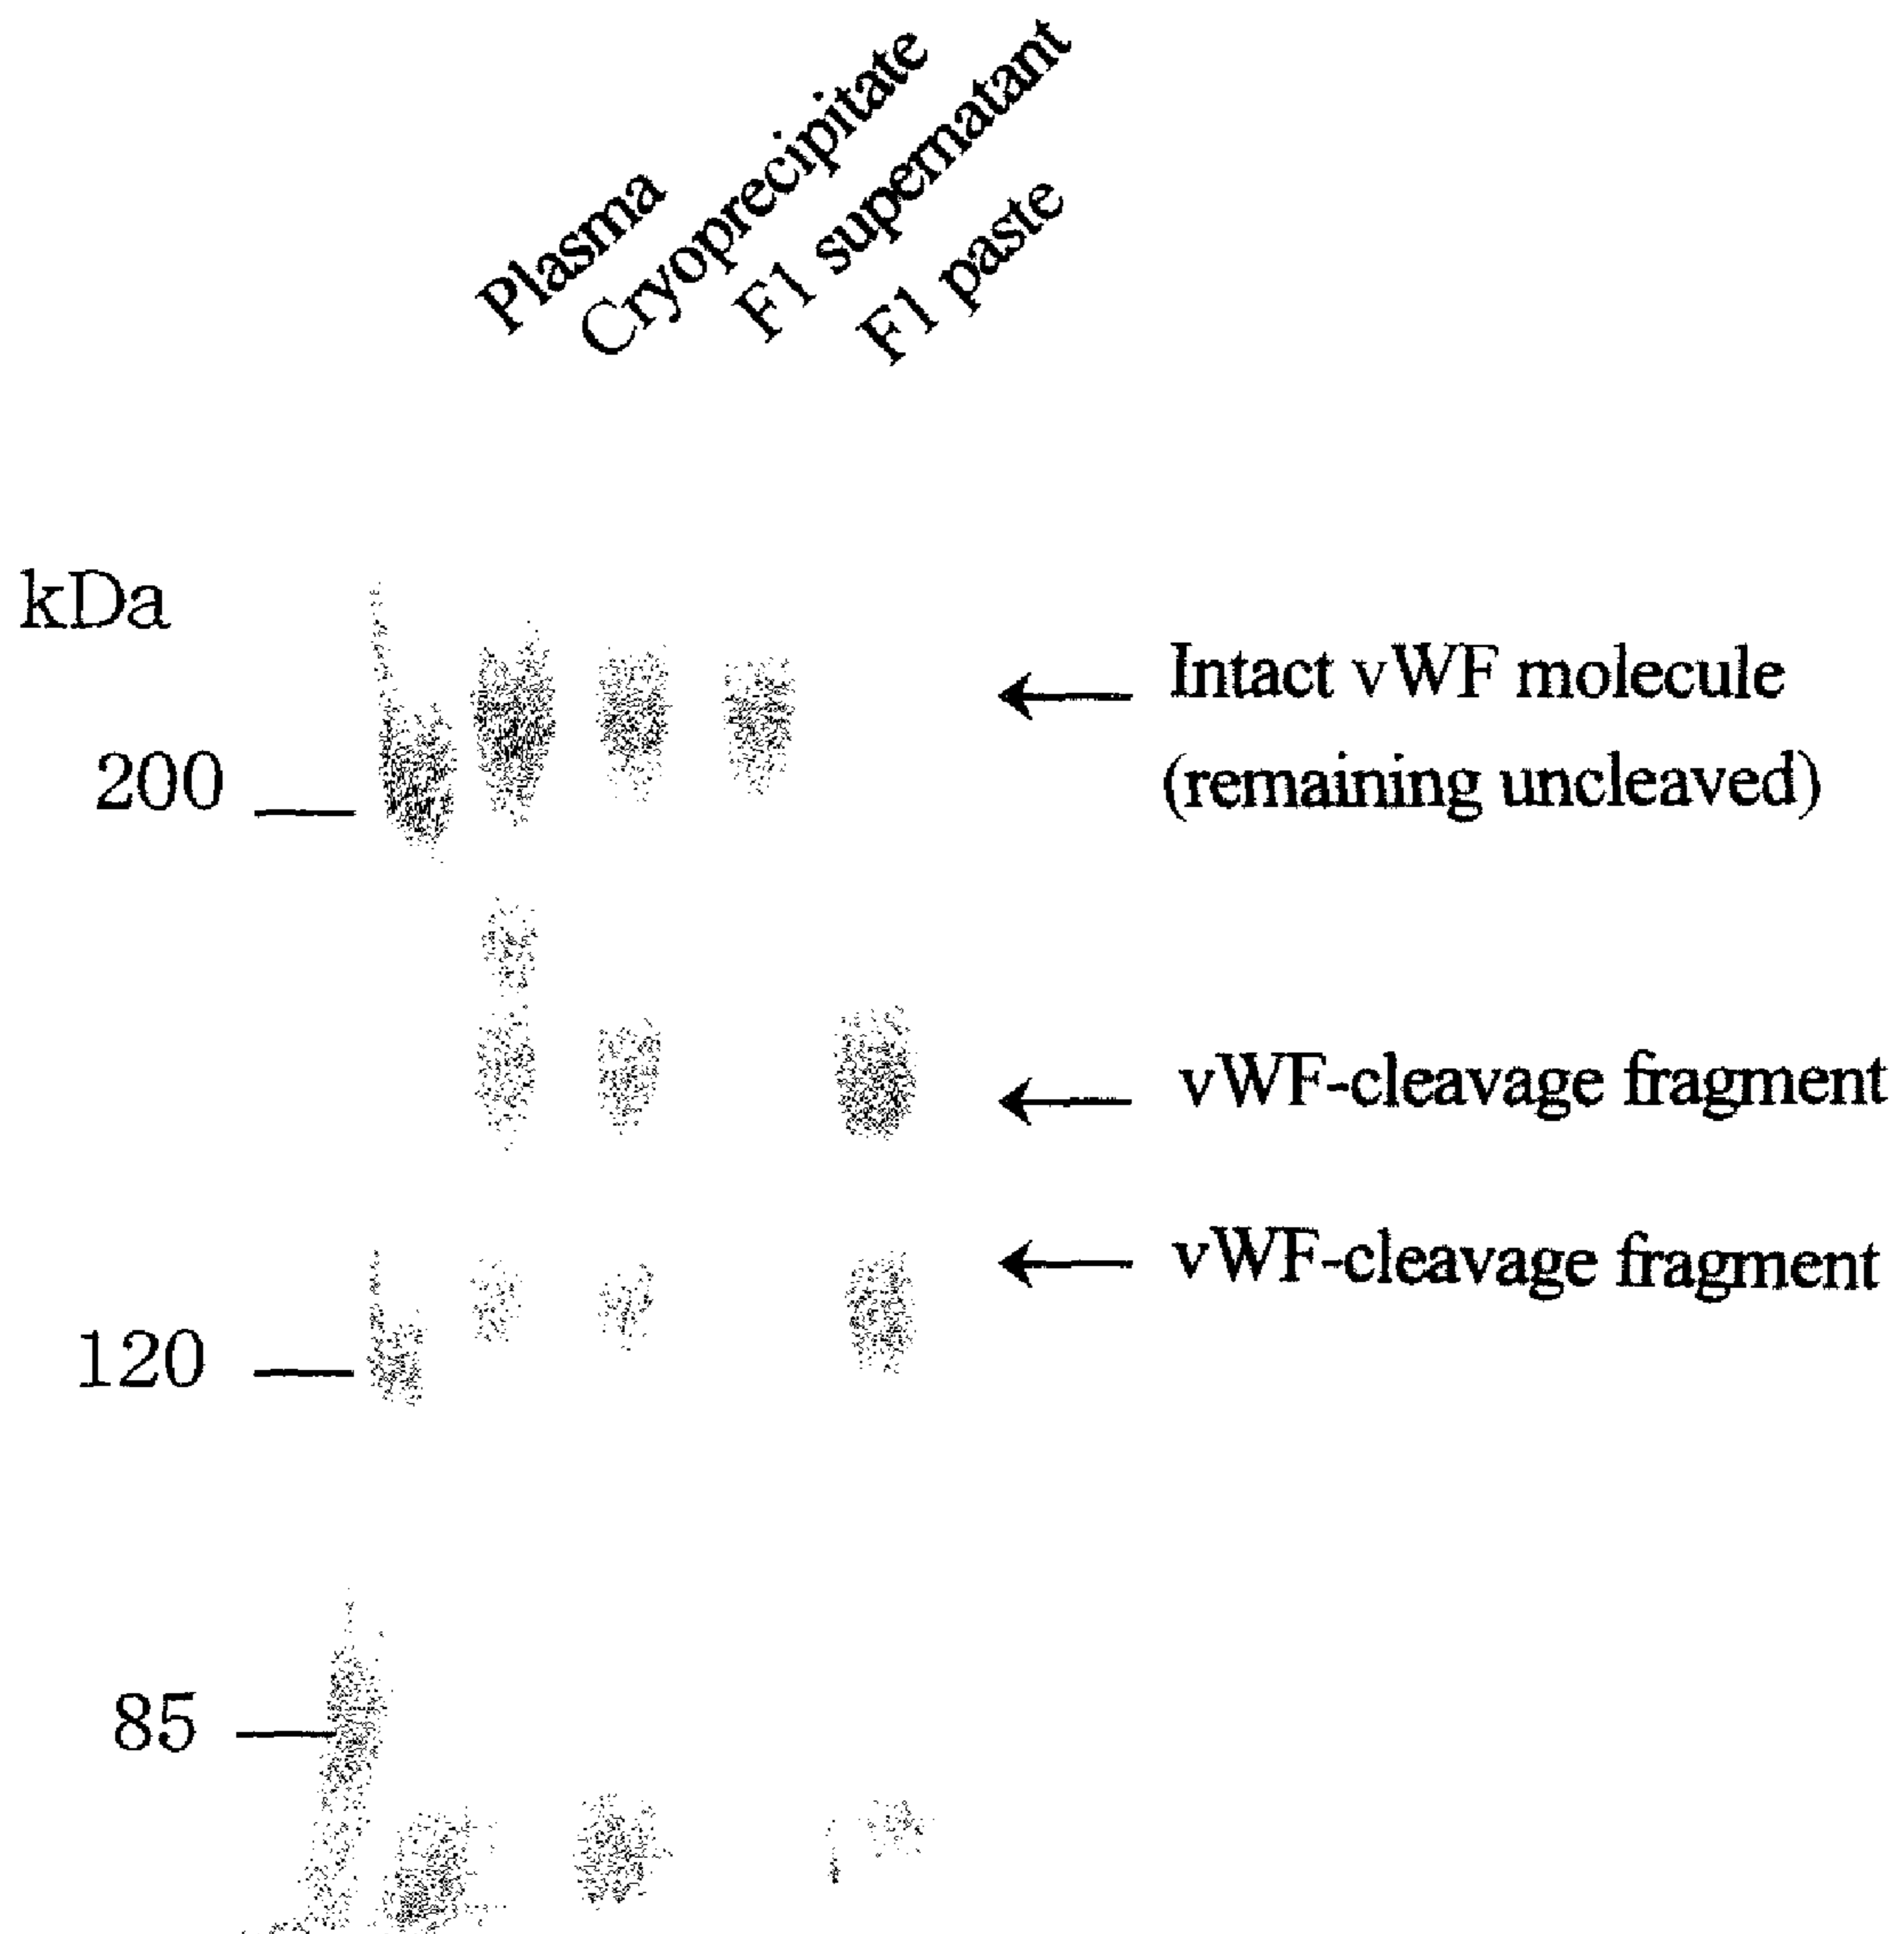 Plasma
Cryoprecipitate
F1 supernatant
F1 paste
kDa
Intact vWF molecule
(remaining uncleaved)
200
vWF-cleavage fragment
vWF-cleavage fragment
120
85